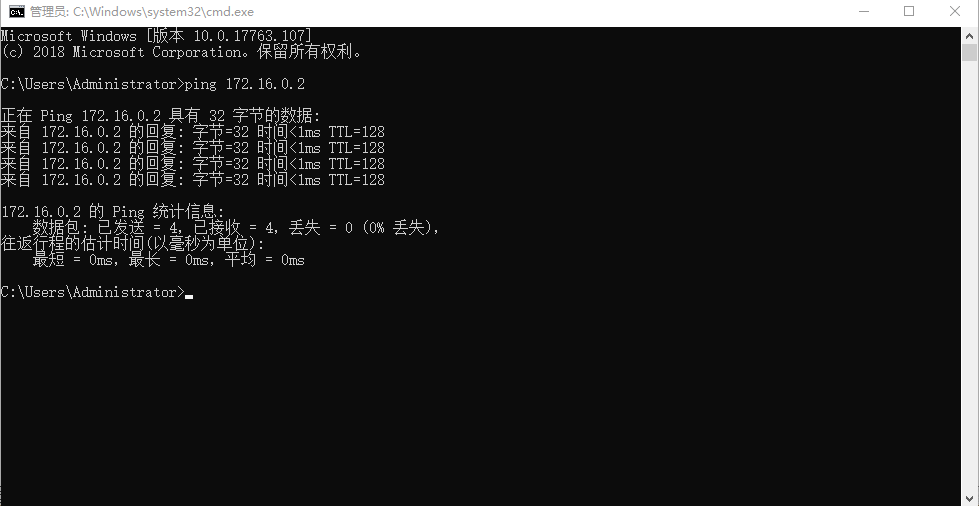 管理员: C:\Windows\system32\cmd.exe
Microsoft Windows [版本 10.0.17763.107]
(c) 2018 Microsoft Corporation。保留所有权利。
C:\Users\Administrator>ping 172.16.0.2
正在 Ping 172.16.0.2 具有 32 字节的数据:
来自 172.16.0.2 的回复: 字节=32 时间<1ms TTL=128
来自 172.16.0.2 的回复: 字节=32 时间<1ms TTL=128
来自 172.16.0.2 的回复: 字节=32 时间<1ms TTL=128
来自 172.16.0.2 的回复: 字节=32 时间<1ms TTL=128
172.16.0.2 的 Ping 统计信息:
数据包: 已发送 = 4，已接收 = 4，丢失 = 0 (0% 丢失)，
往返行程的估计时间(以毫秒为单位):
最短 = 0ms，最长 = 0ms，平均 = 0ms
C:\Users\Administrator>